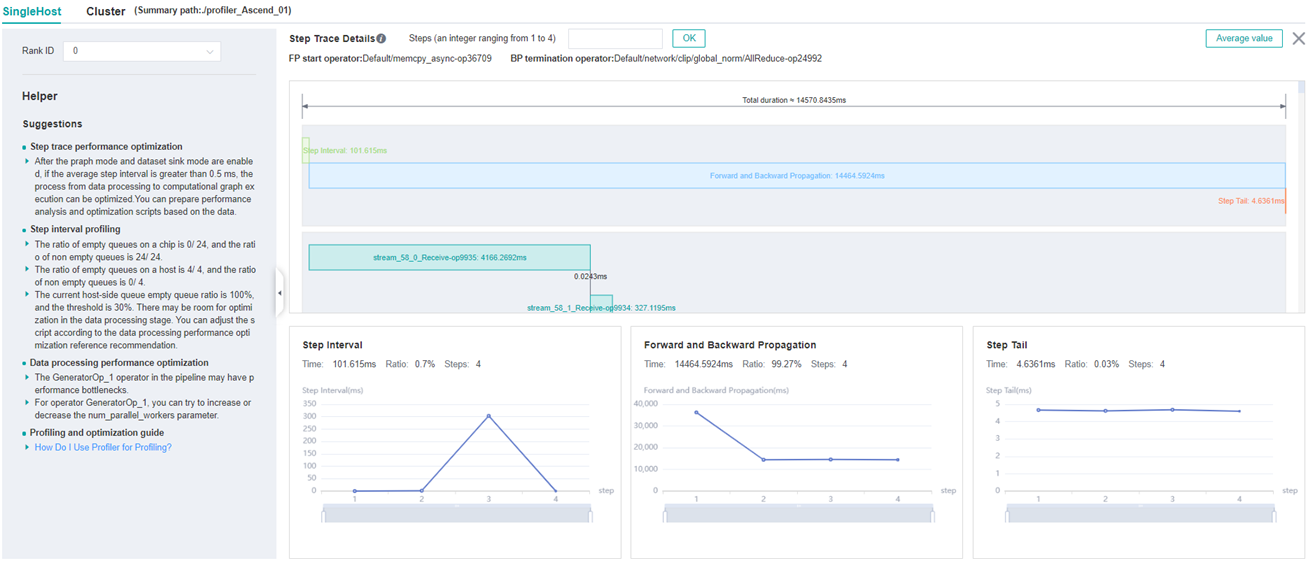 SingleHost Cluster (Summary path:./profiler_Ascend_01)
Rank ID 0
Helper
Suggestions
Step trace performance optimization
After the praph mode and dataset sink mode are enable
d, if the average step interval is greater than 0.5 ms, the
process from data processing to computational graph ex
ecution can be optimized.You can prepare performance
analysis and optimization scripts based on the data.
Step interval profiling
The ratio of empty queues on a chip is 0/ 24, and the rati
o of non empty queues is 24/ 24.
The ratio of empty queues on a host is 4/ 4, and the ratio
of non empty queues is 0/ 4.
The current host-side queue empty queue ratio is 100%,
and the threshold is 30%. There may be room for optimi
zation in the data processing stage. You can adjust the s
cript according to the data processing performance opti
mization reference recommendation.
Data processing performance optimization
The GeneratorOp_1 operator in the pipeline may have p
erformance bottlenecks.
For operator GeneratorOp_1, you can try to increase or
decrease the num_parallel_workers parameter.
Profiling and optimization guide
How Do I Use Profiler for Profiling?
Step Trace Details Steps (an integer ranging from 1 to 4) OK Average value
FP start operator:Default/memcpy_async-op36709 BP termination operator:Default/network/clip/global_norm/AllReduce-op24992
Total duration ≈ 14570.8435ms
Step Interval: 101.615ms
Forward and Backward Propagation: 14464.5924ms
Step Tail: 4.6361ms
stream_58_0_Receive-op9935: 4166.2692ms
0.0243ms
stream_58_1_Receive-op9934: 327.1195ms
Step Interval
Time: 101.615ms Ratio: 0.7% Steps: 4
Step Interval(ms)
350
300
250
200
150
100
50
0
step
1 2 3 4
Forward and Backward Propagation
Time: 14464.5924ms Ratio: 99.27% Steps: 4
Forward and Backward Propagation(ms)
40,000
30,000
20,000
10,000
0
step
1 2 3 4
Step Tail
Time: 4.6361ms Ratio: 0.03% Steps: 4
Step Tail(ms)
5
4
3
2
1
0
step
1 2 3 4